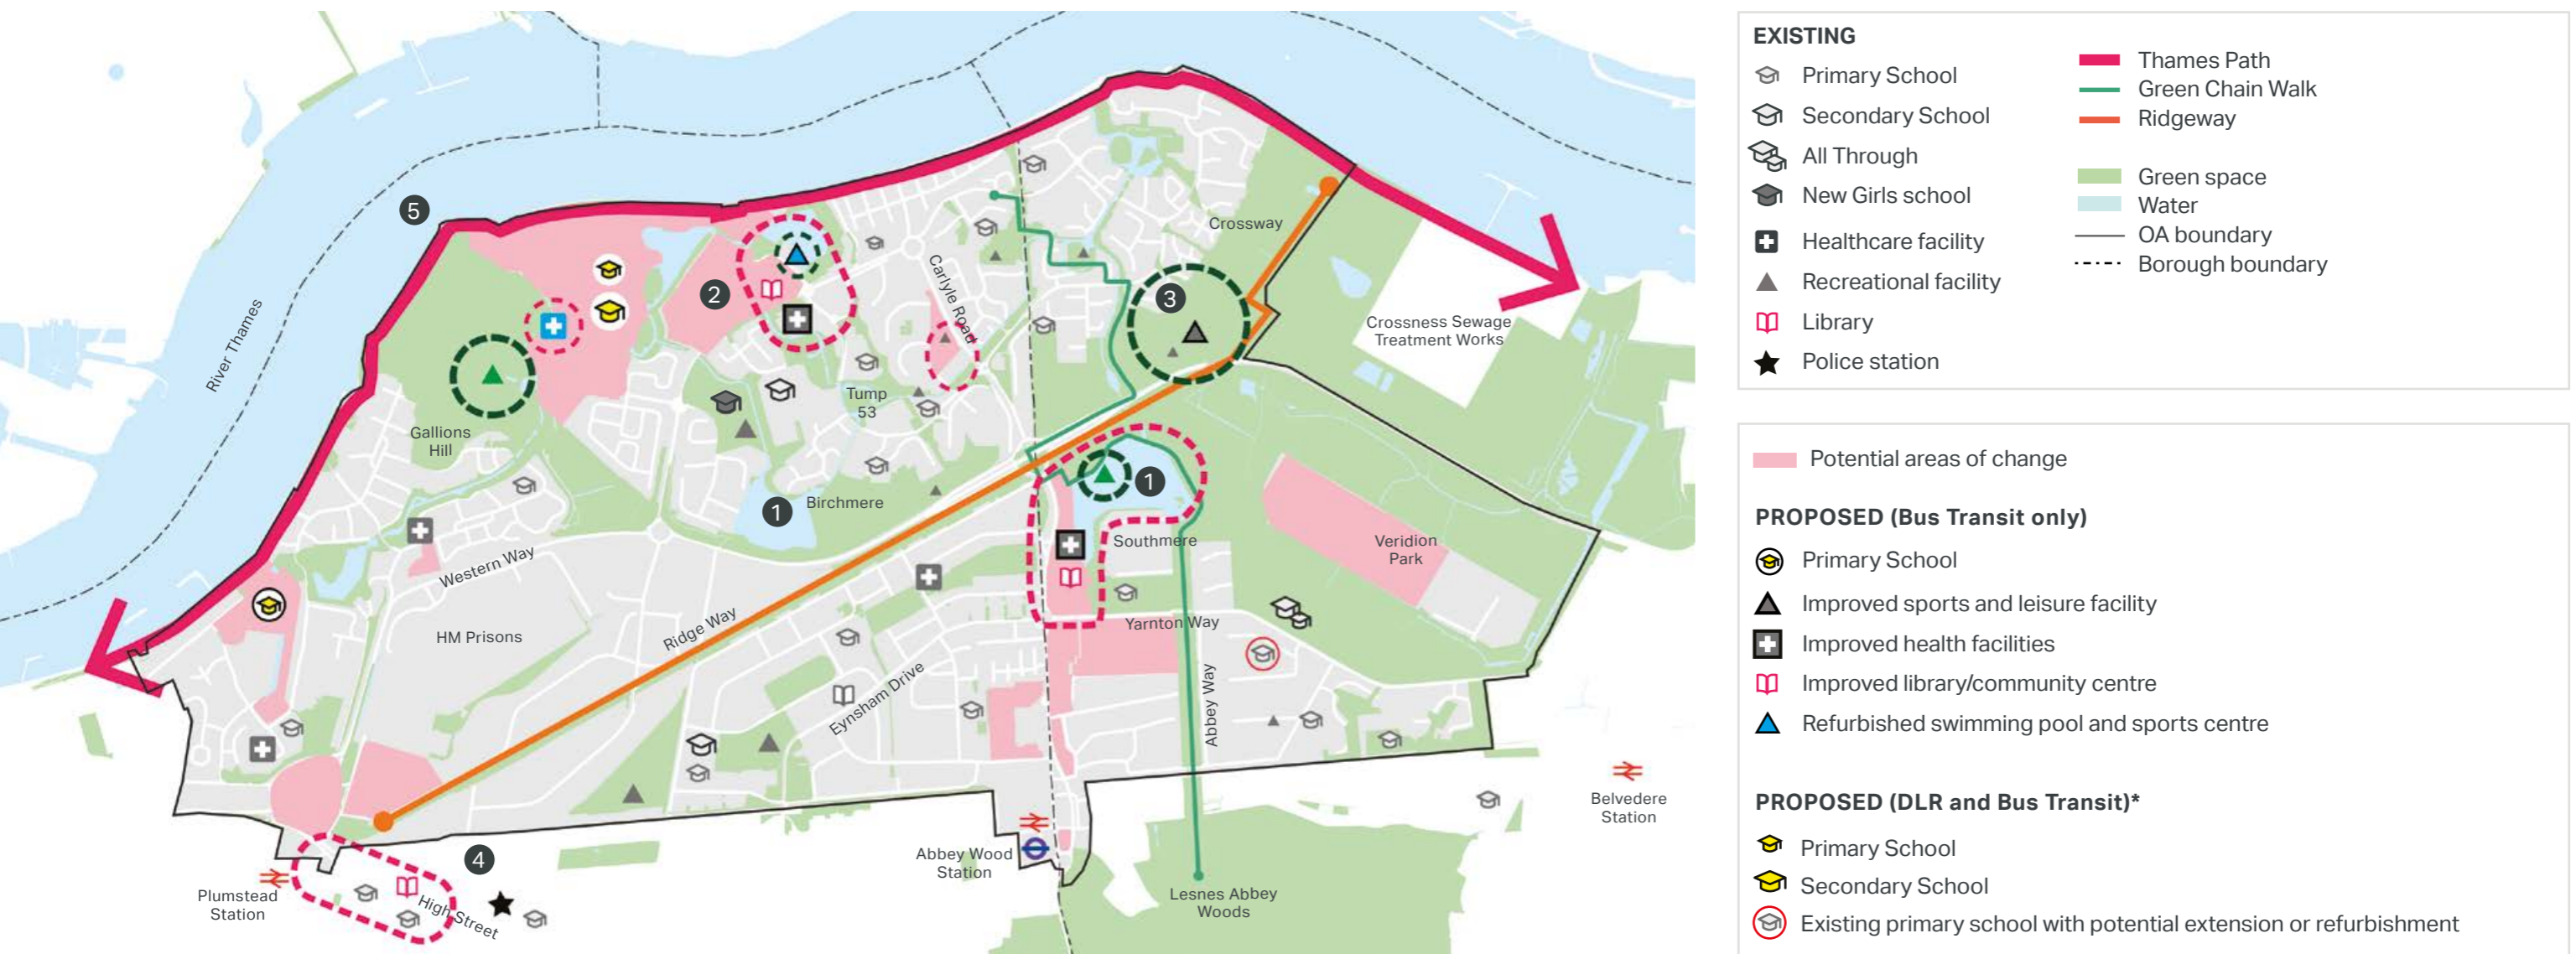 5
River Thames
2
Carlyle Road
Crossway
3
Crossness Sewage
Treatment Works
Tump
53
Gallions
Hill
1
Birchmere
1
Southmere
Veridion
Park
Western Way
HM Prisons
Ridge Way
Yarnton Way
Eynsham Drive
Abbey Way
Belvedere
Station
4
Abbey Wood
Station
Plumstead
Station
High Street
Lesnes Abbey
Woods
EXISTING
Primary School
Secondary School
All Through
New Girls school
Healthcare facility
Recreational facility
Library
Police station
Thames Path
Green Chain Walk
Ridgeway
Green space
Water
OA boundary
Borough boundary
Potential areas of change
PROPOSED (Bus Transit only)
Primary School
Improved sports and leisure facility
Improved health facilities
Improved library/community centre
Refurbished swimming pool and sports centre
PROPOSED (DLR and Bus Transit)*
Primary School
Secondary School
Existing primary school with potential extension or refurbishment